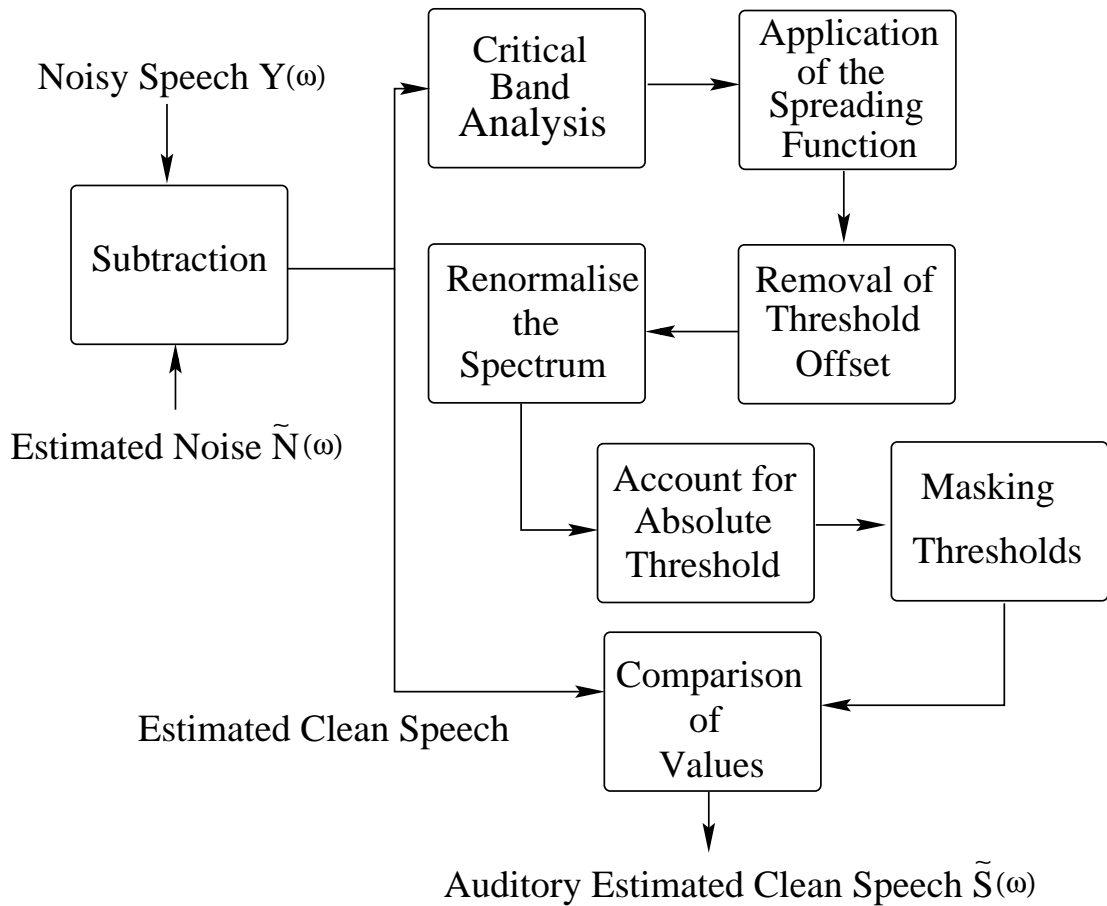 Noisy Speech Y(ω)
Subtraction
Estimated Noise Ñ(ω)
Critical
Band
Analysis
Application
of the
Spreading
Function
Removal of
Threshold
Offset
Renormalise
the
Spectrum
Account for
Absolute
Threshold
Masking
Thresholds
Estimated Clean Speech
Comparison
of
Values
Auditory Estimated Clean Speech S̃(ω)